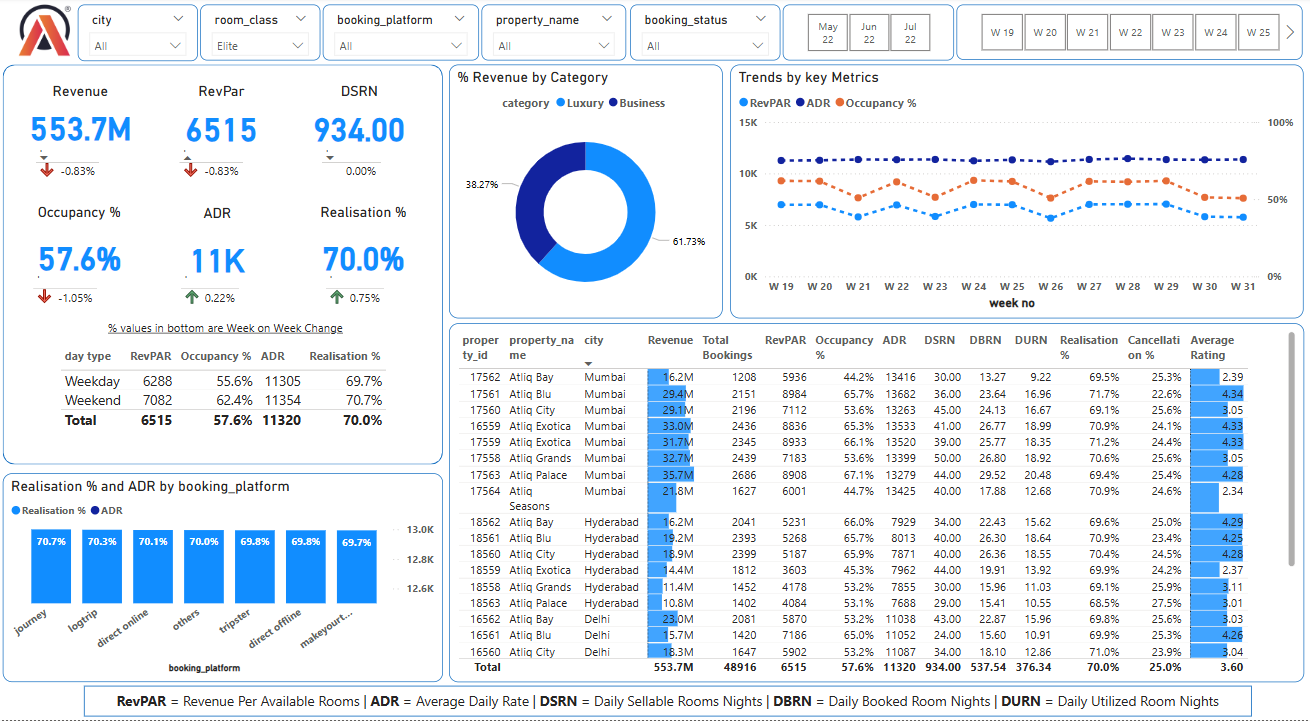 city room_class booking_platform property_name booking_status
All Elite All All All
May 22 Jun 22 Jul 22
W 19 W 20 W 21 W 22 W 23 W 24 W 25
Revenue RevPar DSRN
553.7M 6515 934.00
-0.83% -0.83% 0.00%
Occupancy % ADR Realisation %
57.6% 11K 70.0%
-1.05% 0.22% 0.75%
% values in bottom are Week on Week Change
day type RevPAR Occupancy % ADR Realisation %
Weekday 6288 55.6% 11305 69.7%
Weekend 7082 62.4% 11354 70.7%
Total 6515 57.6% 11320 70.0%
% Revenue by Category
category Luxury Business
38.27%
61.73%
Trends by key Metrics
RevPAR ADR Occupancy %
15K 100%
10K
50%
5K
0K 0%
W 19 W 20 W 21 W 22 W 23 W 24 W 25 W 26 W 27 W 28 W 29 W 30 W 31
week no
Realisation % and ADR by booking_platform
Realisation % ADR
70.7% 70.3% 70.1% 70.0% 69.8% 69.8% 69.7%
13.0K
12.8K
12.6K
journey logtrip direct online others tripster direct offline makeyourt...
booking_platform
property_id property_name city Revenue Total Bookings RevPAR Occupancy % ADR DSRN DBRN DURN Realisation % Cancellation % Average Rating
17562 Atliq Bay Mumbai 16.2M 1208 5936 44.2% 13416 30.00 13.27 9.22 69.5% 25.3% 2.39
17561 Atliq Blu Mumbai 29.4M 2151 8984 65.7% 13682 36.00 23.64 16.96 71.7% 22.6% 4.34
17560 Atliq City Mumbai 29.1M 2196 7112 53.6% 13263 45.00 24.13 16.67 69.1% 25.6% 3.05
16559 Atliq Exotica Mumbai 33.0M 2436 8836 65.3% 13533 41.00 26.77 18.99 70.9% 24.1% 4.33
17559 Atliq Exotica Mumbai 31.7M 2345 8933 66.1% 13520 39.00 25.77 18.35 71.2% 24.4% 4.33
17558 Atliq Grands Mumbai 32.7M 2439 7183 53.6% 13399 50.00 26.80 18.92 70.6% 25.6% 3.05
17563 Atliq Palace Mumbai 35.7M 2686 8908 67.1% 13279 44.00 29.52 20.48 69.4% 25.4% 4.28
17564 Atliq Seasons Mumbai 21.8M 1627 6001 44.7% 13425 40.00 17.88 12.68 70.9% 24.6% 2.34
18562 Atliq Bay Hyderabad 16.2M 2041 5231 66.0% 7929 34.00 22.43 15.62 69.6% 25.0% 4.29
18561 Atliq Blu Hyderabad 19.2M 2393 5268 65.7% 8013 40.00 26.30 18.64 70.9% 23.4% 4.25
18560 Atliq City Hyderabad 18.9M 2399 5187 65.9% 7871 40.00 26.36 18.55 70.4% 24.5% 4.28
18559 Atliq Exotica Hyderabad 14.4M 1812 3603 45.3% 7962 44.00 19.91 13.92 69.9% 24.2% 2.37
18558 Atliq Grands Hyderabad 11.4M 1452 4178 53.2% 7855 30.00 15.96 11.03 69.1% 25.9% 3.11
18563 Atliq Palace Hyderabad 10.8M 1402 4084 53.1% 7688 29.00 15.41 10.55 68.5% 27.5% 3.01
16562 Atliq Bay Delhi 23.0M 2081 5870 53.2% 11038 43.00 22.87 15.96 69.8% 25.6% 3.03
16561 Atliq Blu Delhi 15.7M 1420 7186 65.0% 11052 24.00 15.60 10.91 69.9% 25.3% 4.26
16560 Atliq City Delhi 18.3M 1647 5902 53.2% 11087 34.00 18.10 12.86 71.0% 23.9% 3.04
Total 553.7M 48916 6515 57.6% 11320 934.00 537.54 376.34 70.0% 25.0% 3.60
RevPAR = Revenue Per Available Rooms | ADR = Average Daily Rate | DSRN = Daily Sellable Rooms Nights | DBRN = Daily Booked Room Nights | DURN = Daily Utilized Room Nights